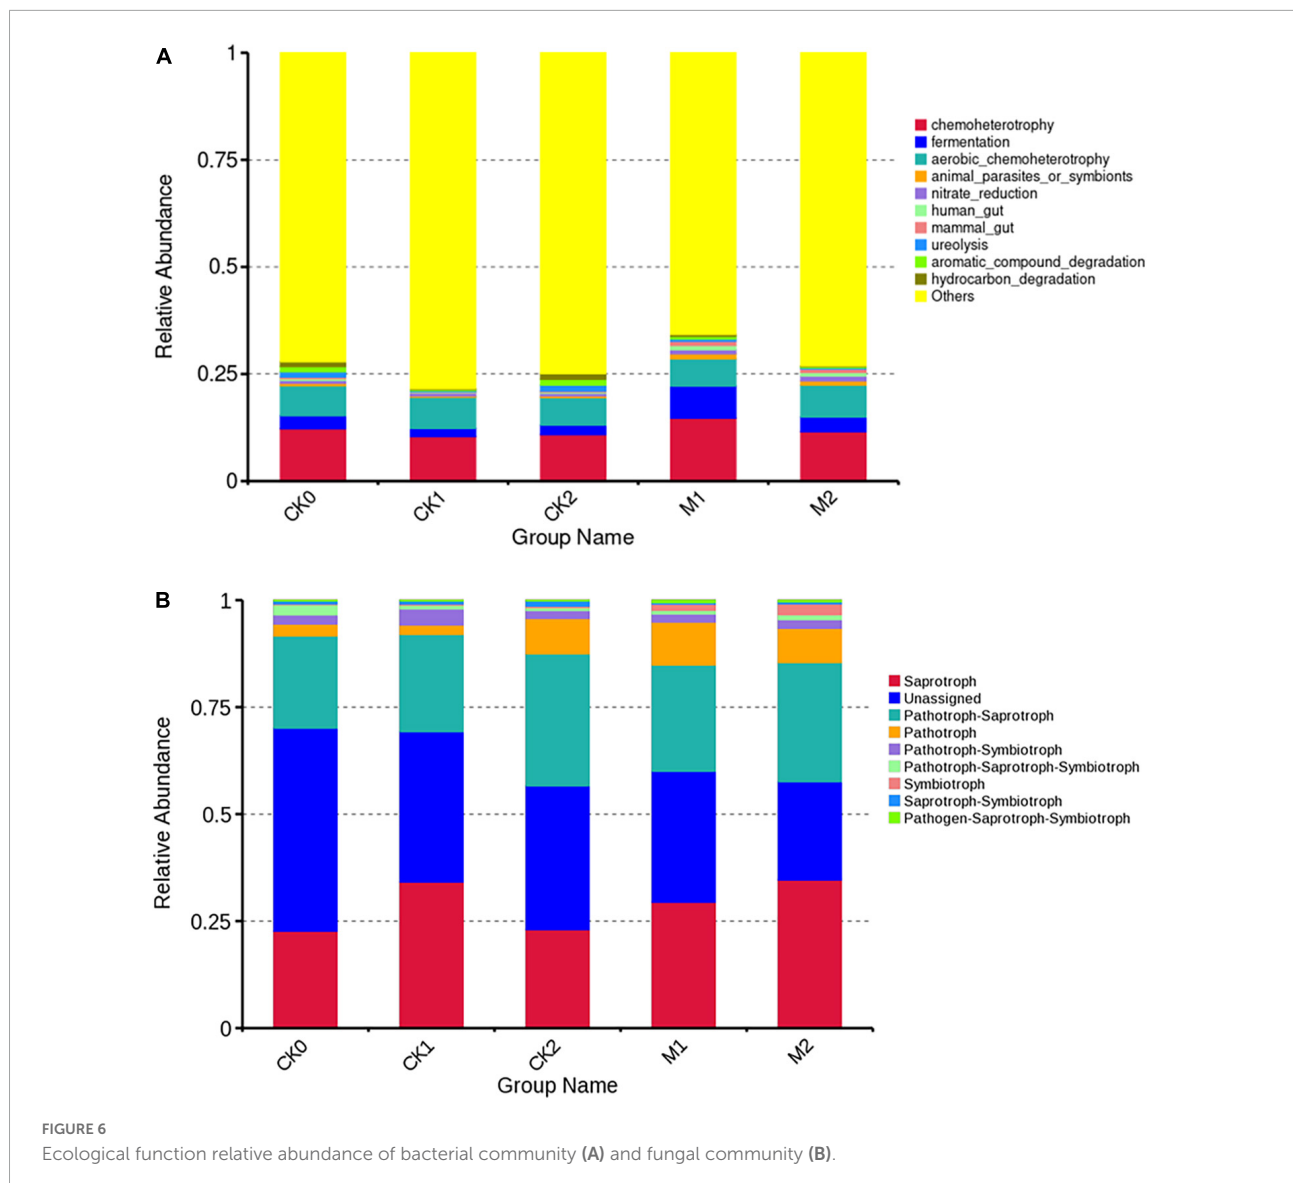 A
1
0.75
0.5
0.25
0
Relative Abundance
CK0
CK1
CK2
M1
M2
Group Name
chemoheterotrophy
fermentation
aerobic_chemoheterotrophy
animal_parasites_or_symbionts
nitrate_reduction
human_gut
mammal_gut
ureolysis
aromatic_compound_degradation
hydrocarbon_degradation
Others
B
1
0.75
0.5
0.25
0
Relative Abundance
CK0
CK1
CK2
M1
M2
Group Name
Saprotroph
Unassigned
Pathotroph-Saprotroph
Pathotroph
Pathotroph-Symbiotroph
Pathotroph-Saprotroph-Symbiotroph
Symbiotroph
Saprotroph-Symbiotroph
Pathogen-Saprotroph-Symbiotroph
FIGURE 6
Ecological function relative abundance of bacterial community (A) and fungal community (B).